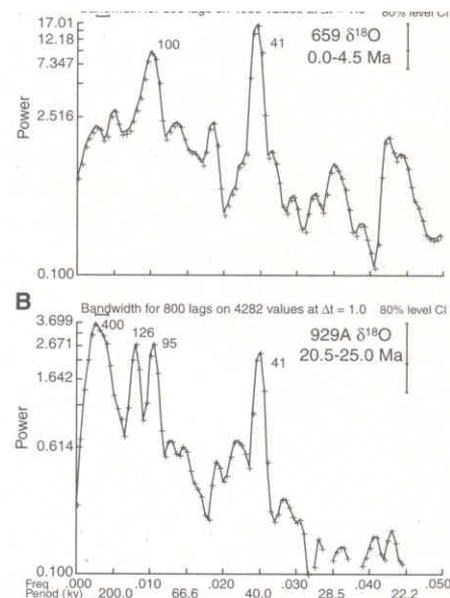 17.01
12.18
7.347
2.516
0.100
Power
80% level CI
659 δ18O
0.0-4.5 Ma
100
41
B
Bandwidth for 800 lags on 4282 values at Δt = 1.0 80% level CI
3.699
2.671
1.642
0.614
0.100
Power
400
126
95
41
929A δ18O
20.5-25.0 Ma
Freq .000 .010 .020 .030 .040 .050
Period (ky) 200.0 66.6 40.0 28.5 22.2